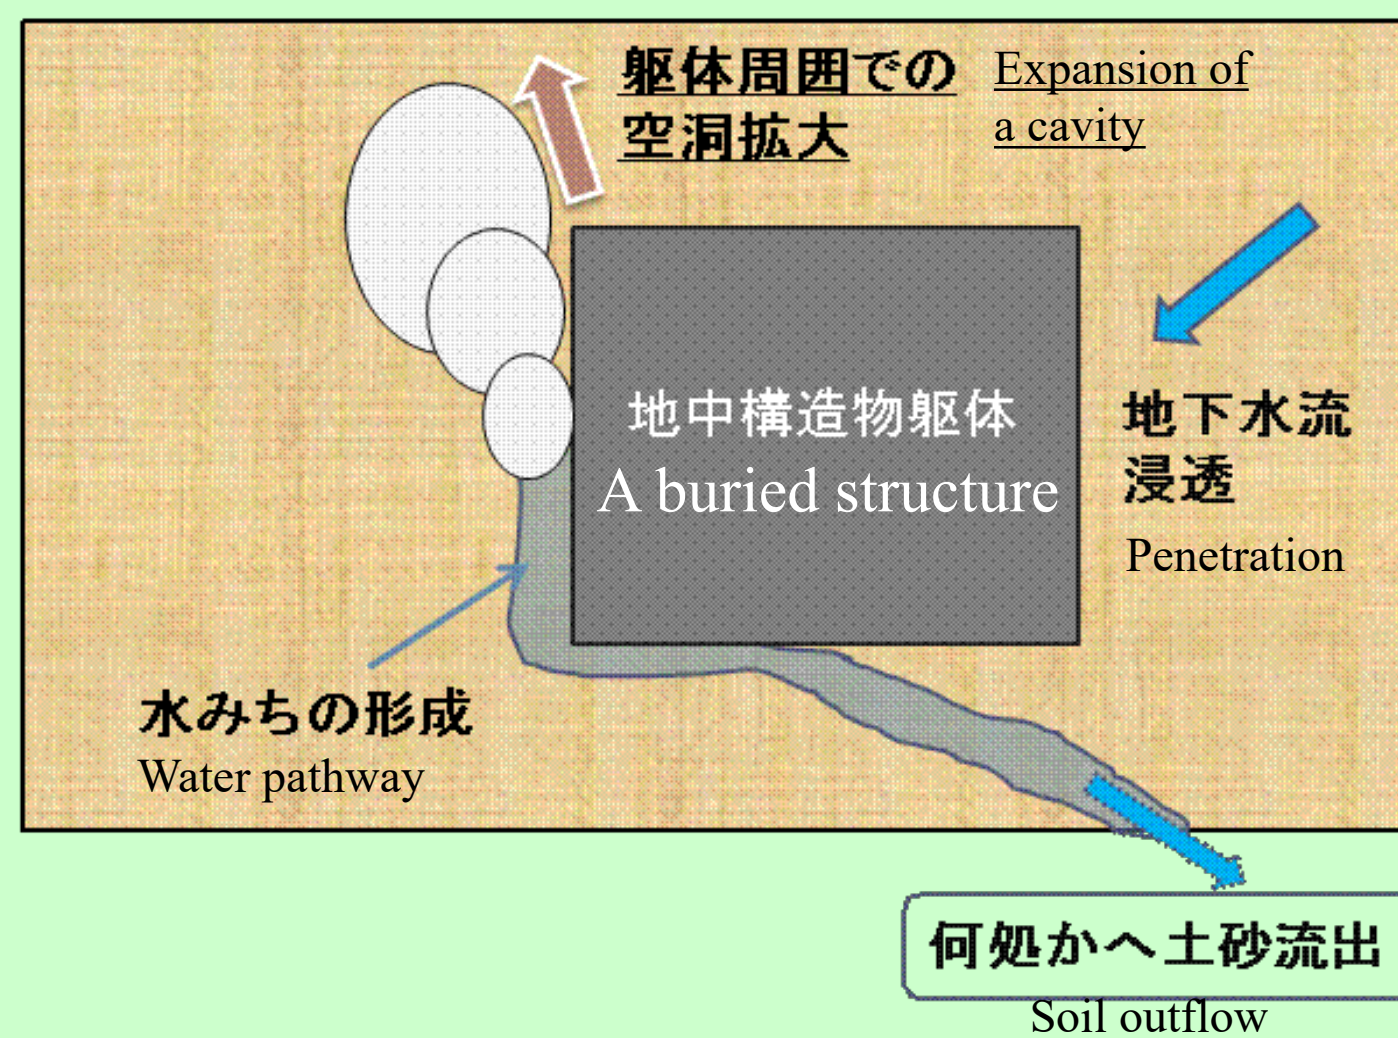 躯体周囲での
空洞拡大
Expansion of
a cavity
地中構造物躯体
A buried structure
地下水流
浸透
Penetration
水みちの形成
Water pathway
何処かへ土砂流出
Soil outflow